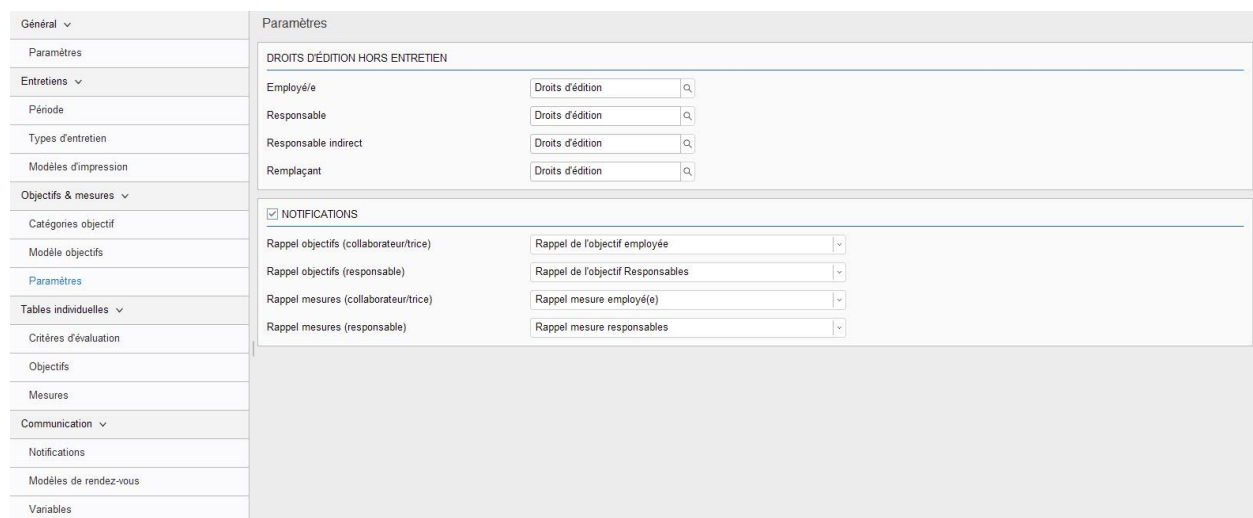 Général
Paramètres
Entretiens
Période
Types d'entretien
Modèles d'impression
Objectifs & mesures
Catégories objectif
Modèle objectifs
Paramètres
Tables individuelles
Critères d'évaluation
Objectifs
Mesures
Communication
Notifications
Modèles de rendez-vous
Variables
Paramètres
DROITS D'ÉDITION HORS ENTRETIEN
Employé/e Droits d'édition
Responsable Droits d'édition
Responsable indirect Droits d'édition
Remplaçant Droits d'édition
NOTIFICATIONS
Rappel objectifs (collaborateur/trice) Rappel de l'objectif employée
Rappel objectifs (responsable) Rappel de l'objectif Responsables
Rappel mesures (collaborateur/trice) Rappel mesure employé(e)
Rappel mesures (responsable) Rappel mesure responsables